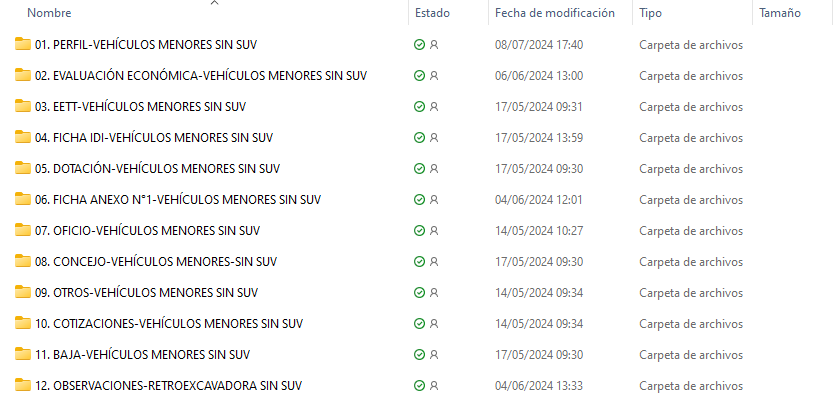 Nombre Estado Fecha de modificación Tipo Tamaño
01. PERFIL-VEHÍCULOS MENORES SIN SUV 08/07/2024 17:40 Carpeta de archivos
02. EVALUACIÓN ECONÓMICA-VEHÍCULOS MENORES SIN SUV 06/06/2024 13:00 Carpeta de archivos
03. EETT-VEHÍCULOS MENORES SIN SUV 17/05/2024 09:31 Carpeta de archivos
04. FICHA IDI-VEHÍCULOS MENORES SIN SUV 17/05/2024 13:59 Carpeta de archivos
05. DOTACIÓN-VEHÍCULOS MENORES SIN SUV 17/05/2024 09:30 Carpeta de archivos
06. FICHA ANEXO N°1-VEHÍCULOS MENORES SIN SUV 04/06/2024 12:01 Carpeta de archivos
07. OFICIO-VEHÍCULOS MENORES SIN SUV 14/05/2024 10:27 Carpeta de archivos
08. CONCEJO-VEHÍCULOS MENORES-SIN SUV 17/05/2024 09:30 Carpeta de archivos
09. OTROS-VEHÍCULOS MENORES SIN SUV 14/05/2024 09:34 Carpeta de archivos
10. COTIZACIONES-VEHÍCULOS MENORES SIN SUV 14/05/2024 09:34 Carpeta de archivos
11. BAJA-VEHÍCULOS MENORES SIN SUV 17/05/2024 09:30 Carpeta de archivos
12. OBSERVACIONES-RETROEXCAVADORA SIN SUV 04/06/2024 13:33 Carpeta de archivos